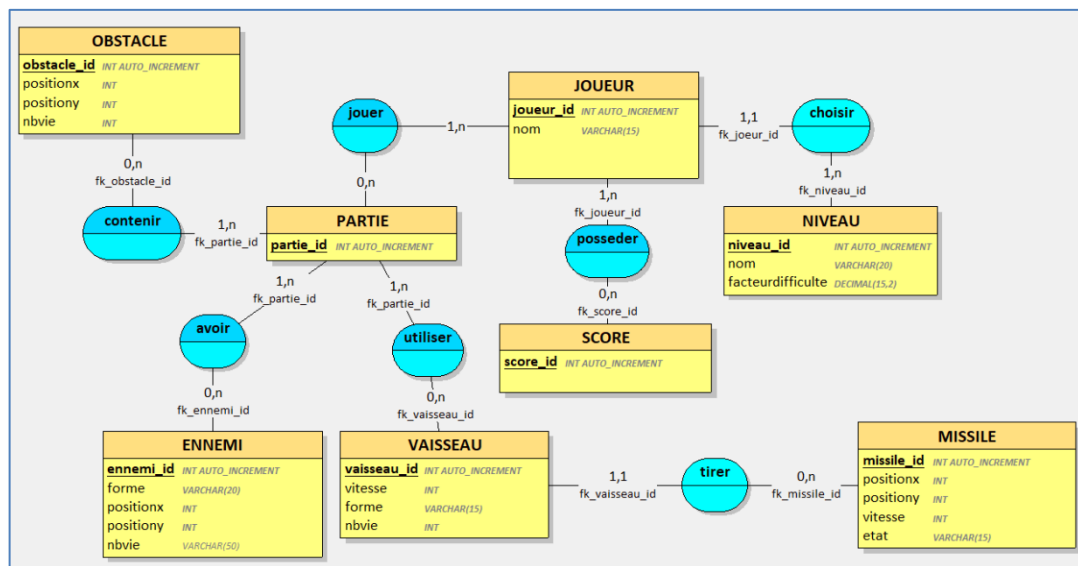 OBSTACLE
obstacle_id INT AUTO_INCREMENT
positionx INT
positiony INT
nbvie INT
jouer
1,n
JOUEUR
joueur_id INT AUTO_INCREMENT
nom VARCHAR(15)
1,1
fk_joeur_id
choisir
0,n
fk_obstacle_id
0,n
1,n
fk_joueur_id
1,n
fk_niveau_id
contenir
1,n
fk_partie_id
PARTIE
partie_id INT AUTO_INCREMENT
posseder
NIVEAU
niveau_id INT AUTO_INCREMENT
nom VARCHAR(20)
facteurdifficulte DECIMAL(15,2)
1,n
fk_partie_id
1,n
fk_partie_id
0,n
fk_score_id
avoir
utiliser
SCORE
score_id INT AUTO_INCREMENT
0,n
fk_ennemi_id
0,n
fk_vaisseau_id
ENNEMI
ennemi_id INT AUTO_INCREMENT
forme VARCHAR(20)
positionx INT
positiony INT
nbvie VARCHAR(50)
VAISSEAU
vaisseau_id INT AUTO_INCREMENT
vitesse INT
forme VARCHAR(15)
nbvie INT
1,1
fk_vaisseau_id
tirer
0,n
fk_missile_id
MISSILE
missile_id INT AUTO_INCREMENT
positionx INT
positiony INT
vitesse INT
etat VARCHAR(15)